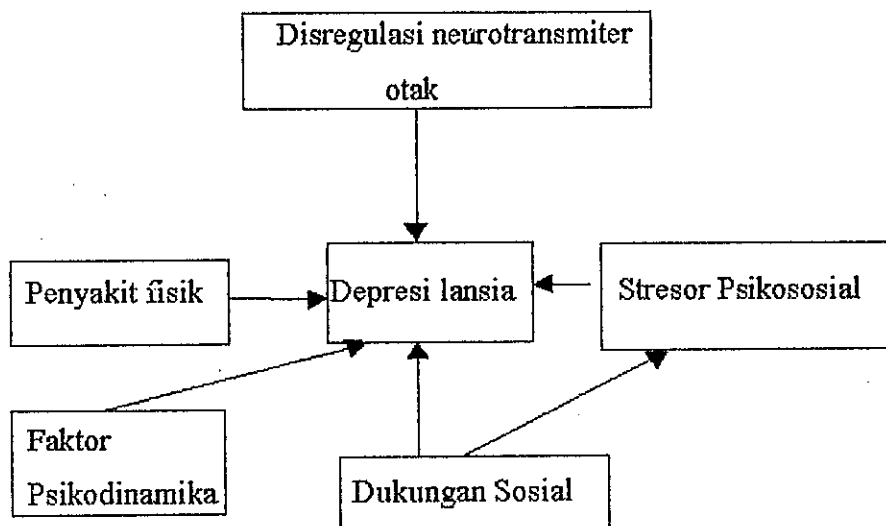 Disregulasi neurotransmiter
otak
Penyakit fisik
Depresi lansia
Stresor Psikososial
Faktor
Psikodinamika
Dukungan Sosial